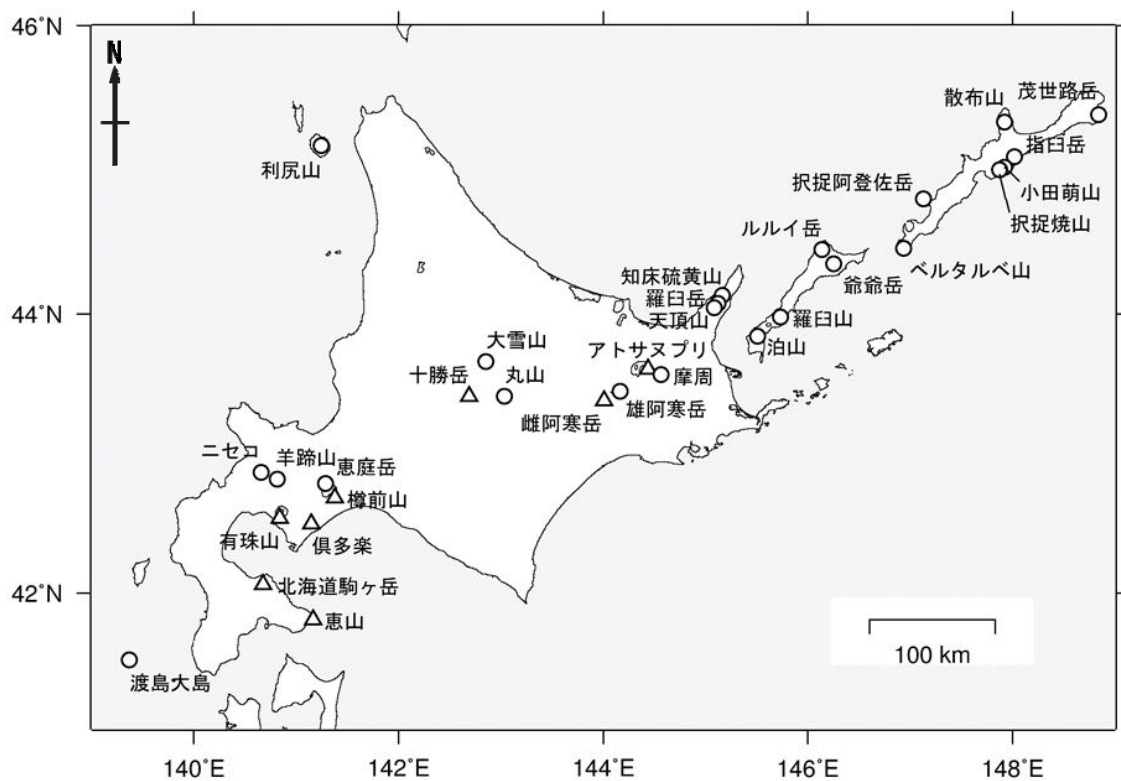 46°N
N
散布山
茂世路岳
利尻山
指臼岳
択捉阿登佐岳
小田萌山
択捉焼山
ルルイ岳
ベルタルベ山
爺爺岳
知床硫黄山
羅臼岳
44°N
天頂山
羅臼山
泊山
大雪山
アトサヌプリ
十勝岳
丸山
摩周
雌阿寒岳
雄阿寒岳
ニセコ
羊蹄山
恵庭岳
樽前山
有珠山
倶多楽
42°N
北海道駒ヶ岳
恵山
100 km
渡島大島
140°E
142°E
144°E
146°E
148°E